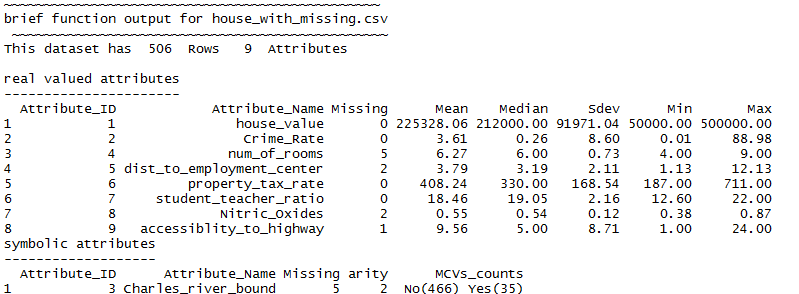 ~~~~~~~~~~~~~~~~~~~~~~~~~~~~~~~~~~~~~~~~~~~~~~~
brief function output for house_with_missing.csv
~~~~~~~~~~~~~~~~~~~~~~~~~~~~~~~~~~~~~~~~~~~~~~~
This dataset has  506  Rows   9  Attributes
real valued attributes
----------------------
  Attribute_ID            Attribute_Name Missing      Mean    Median     Sdev      Min       Max
1            1               house_value       0 225328.06 212000.00 91971.04 50000.00 500000.00
2            2                Crime_Rate       0      3.61      0.26     8.60     0.01     88.98
3            4              num_of_rooms       5      6.27      6.00     0.73     4.00      9.00
4            5 dist_to_employment_center       2      3.79      3.19     2.11     1.13     12.13
5            6         property_tax_rate       0    408.24    330.00   168.54   187.00    711.00
6            7     student_teacher_ratio       0     18.46     19.05     2.16    12.60     22.00
7            8             Nitric_Oxides       2      0.55      0.54     0.12     0.38      0.87
8            9  accessiblity_to_highway       1      9.56      5.00     8.71     1.00     24.00
symbolic attributes
-------------------
  Attribute_ID      Attribute_Name Missing arity      MCVs_counts
1            3 Charles_river_bound       5     2  No(466) Yes(35)